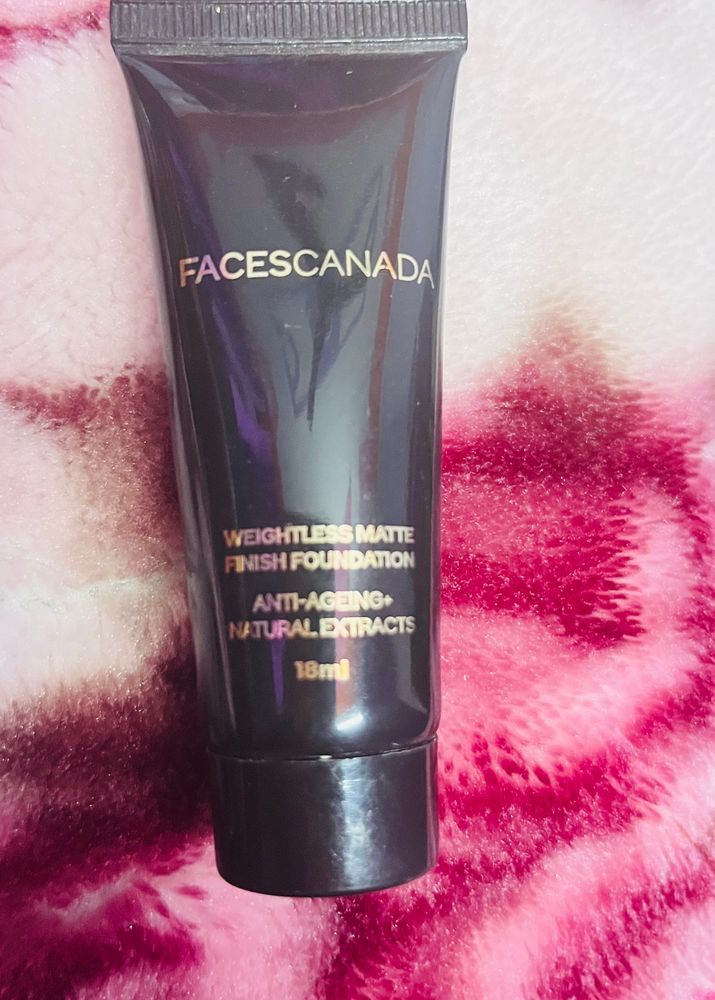 FACESCANADA
WEIGHTLESS MATTE
FINISH FOUNDATION
ANTI-AGEING+
NATURAL EXTRACTS
18ml